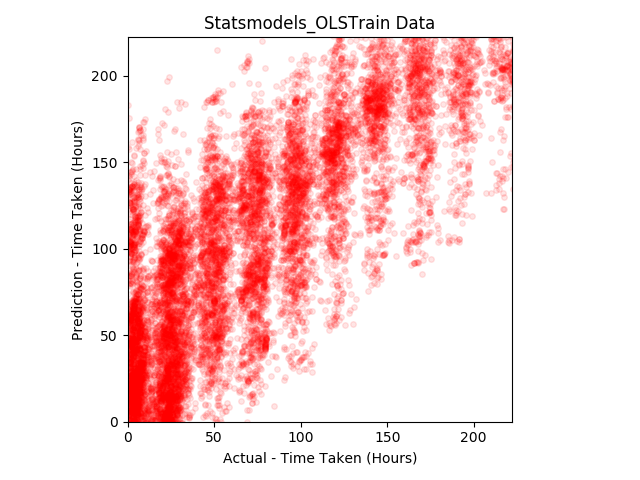 Statsmodels_OLSTrain Data
Prediction - Time Taken (Hours)
200
150
100
50
0
0 50 100 150 200
Actual - Time Taken (Hours)